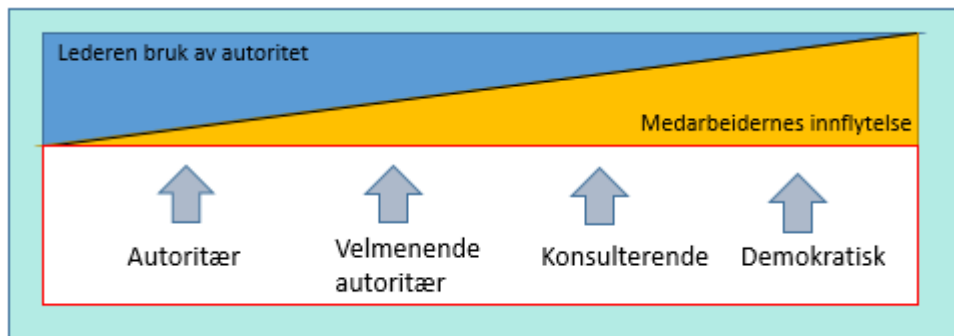 Lederen bruk av autoritet
Medarbeidernes innflytelse
Autoritær
Velmenende
autoritær
Konsulterende
Demokratisk